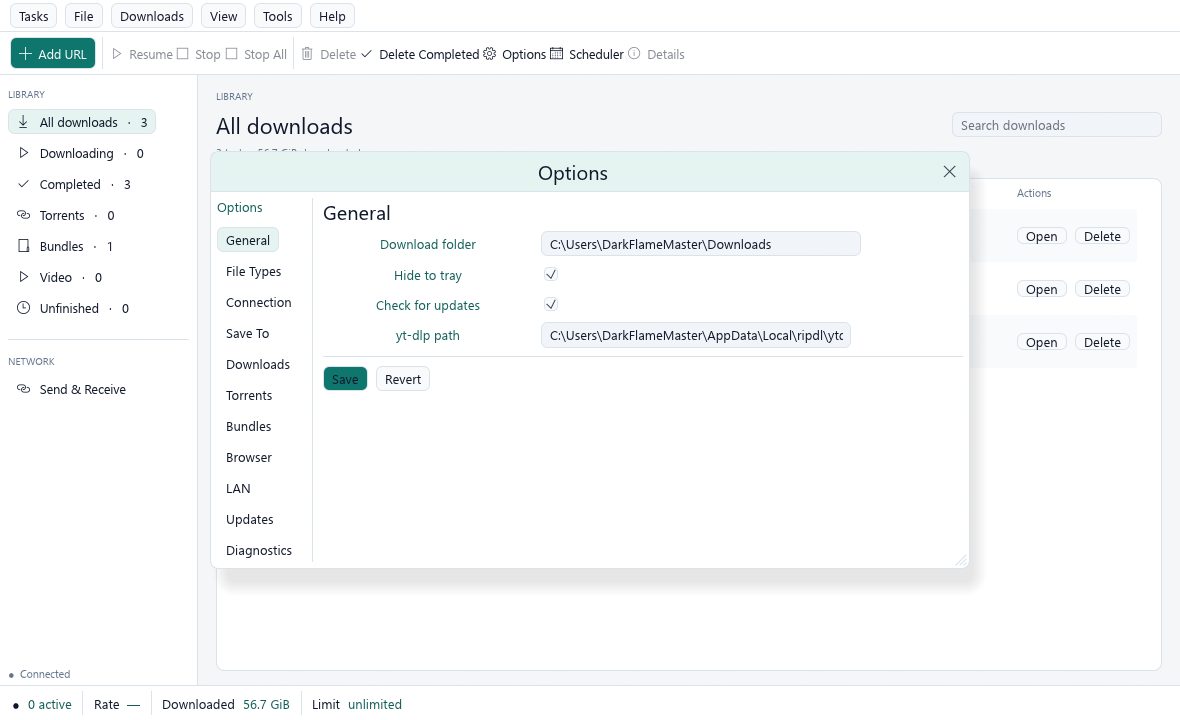 Tasks File Downloads View Tools Help
Add URL Resume Stop Stop All Delete Delete Completed Options Scheduler Details
LIBRARY
All downloads · 3
Downloading · 0
Completed · 3
Torrents · 0
Bundles · 1
Video · 0
Unfinished · 0
NETWORK
Send & Receive
Connected
LIBRARY
All downloads
Search downloads
Actions
Open Delete
Open Delete
Open Delete
Options
Options
General
File Types
Connection
Save To
Downloads
Torrents
Bundles
Browser
LAN
Updates
Diagnostics
General
Download folder C:\Users\DarkFlameMaster\Downloads
Hide to tray
Check for updates
yt-dlp path C:\Users\DarkFlameMaster\AppData\Local\ripdl\ytd
Save Revert
0 active Rate — Downloaded 56.7 GiB Limit unlimited